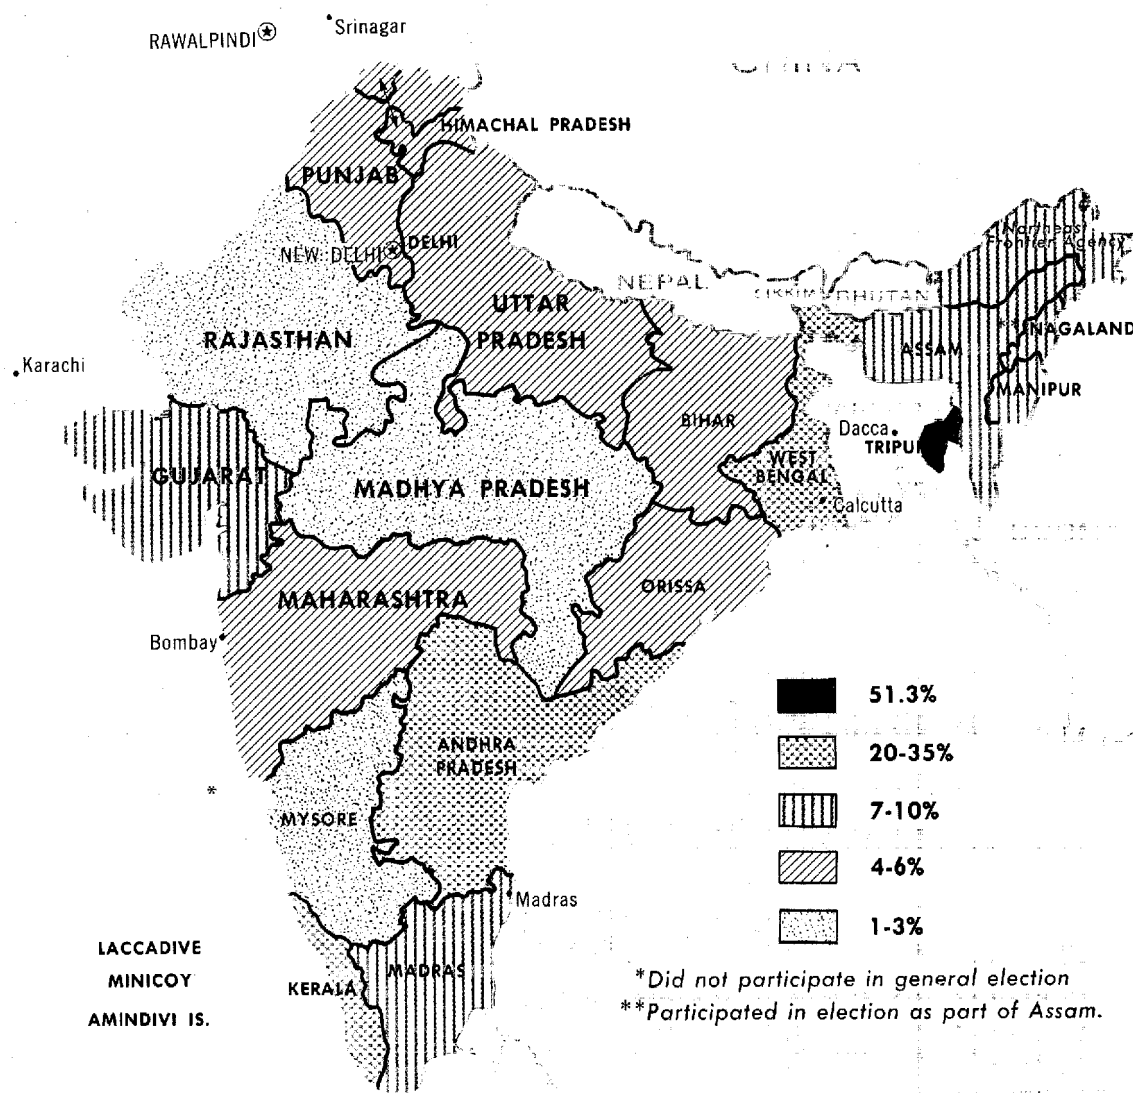 Srinagar
RAWALPINDI
CHINA
HIMACHAL PRADESH
PUNJAB
DELHI
NEW DELHI
Northeast
Frontier Agency
NEPAL
SIKKIM
BHUTAN
UTTAR
PRADESH
RAJASTHAN
**NAGALAND
ASSAM
Karachi
MANIPUR
BIHAR
Dacca
TRIPU
WEST
BENGAL
GUJARAT
MADHYA PRADESH
Calcutta
ORISSA
MAHARASHTRA
Bombay
51.3%
ANDHRA
PRADESH
20-35%
*
7-10%
MYSORE
4-6%
Madras
1-3%
LACCADIVE
MINICOY
AMINDIVI IS.
KERALA
MADRAS
*Did not participate in general election
**Participated in election as part of Assam.